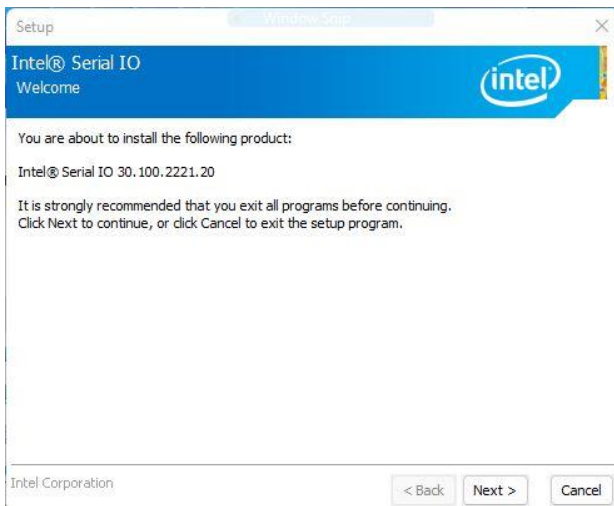 Setup
Window Snip
Intel® Serial IO
Welcome
intel
You are about to install the following product:
Intel® Serial IO 30.100.2221.20
It is strongly recommended that you exit all programs before continuing.
Click Next to continue, or click Cancel to exit the setup program.
Intel Corporation
< Back
Next >
Cancel